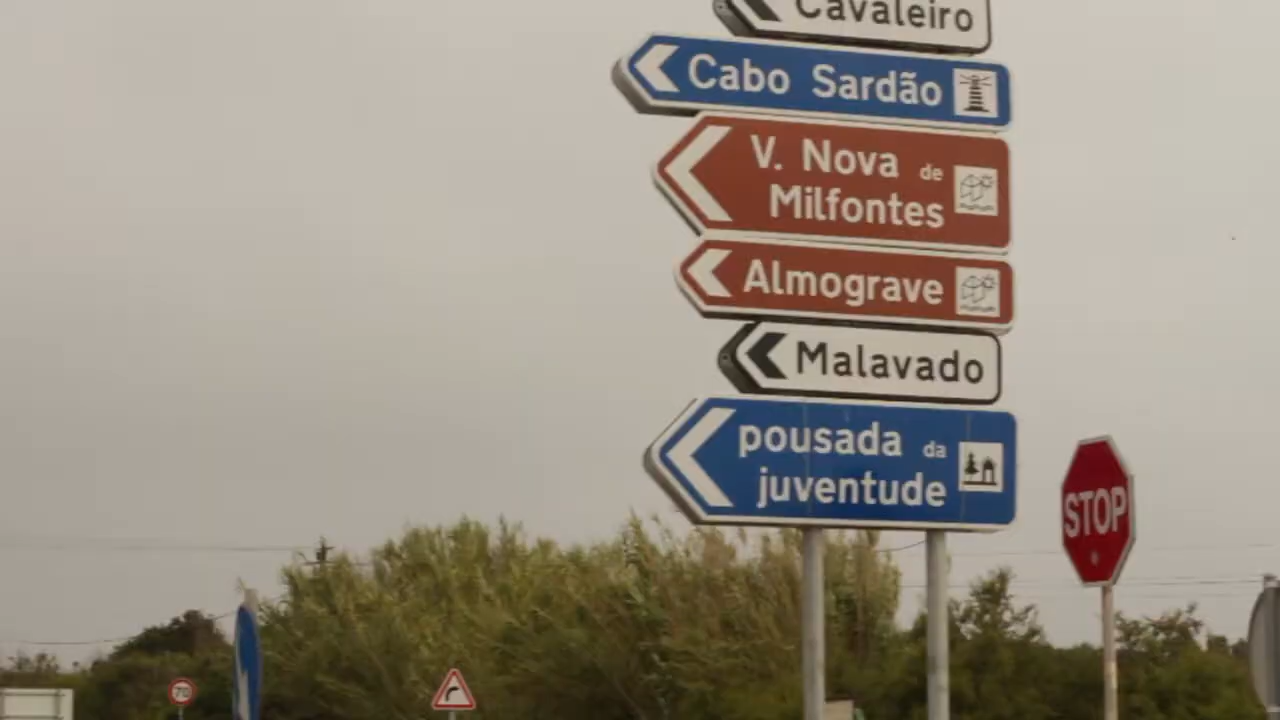 Cavaleiro
Cabo Sardão
V. Nova de
Milfontes
Almograve
Malavado
pousada da
juventude
STOP
70